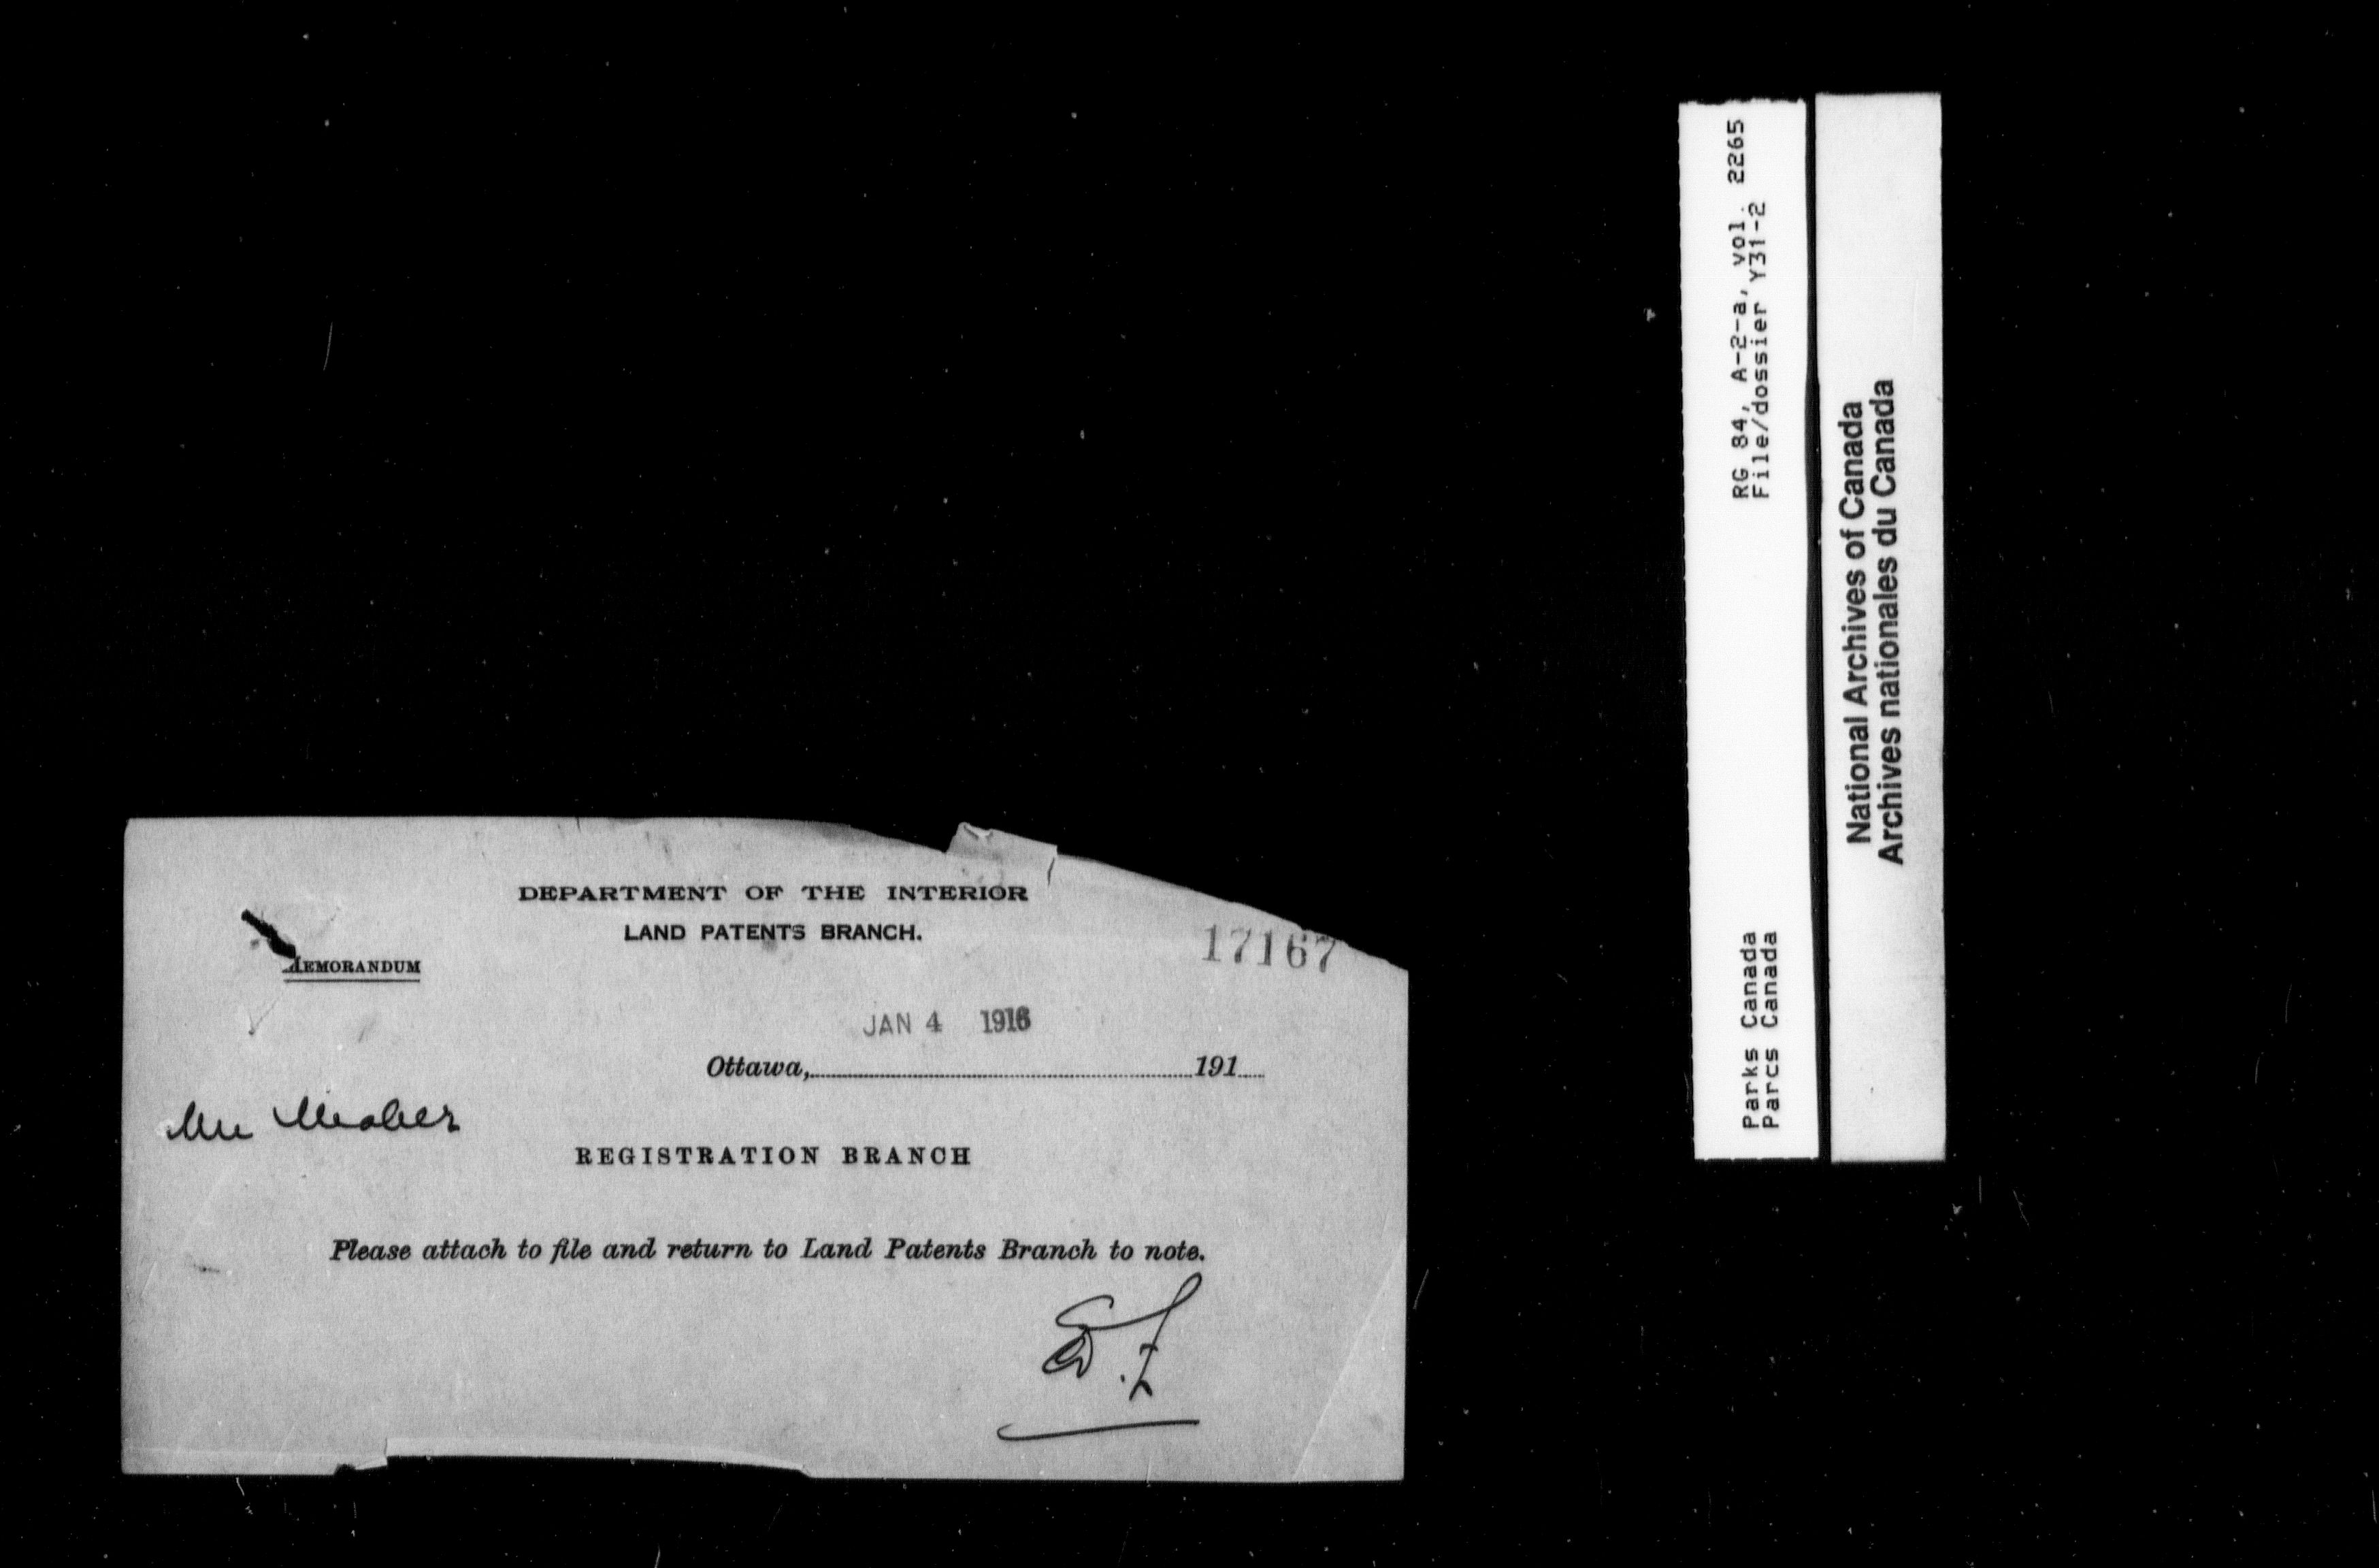 DEPARTMENT OF THE INTERIOR
LAND PATENTS BRANCH.
17167
MEMORANDUM
JAN 4 1916
Ottawa, 191
Mr
REGISTRATION BRANCH
Please attach to file and return to Land Patents Branch to note.
RG 84, A-2-a, vol. 2265
File/dossier Y31-2
Parks Canada
Parcs Canada
National Archives of Canada
Archives nationales du Canada